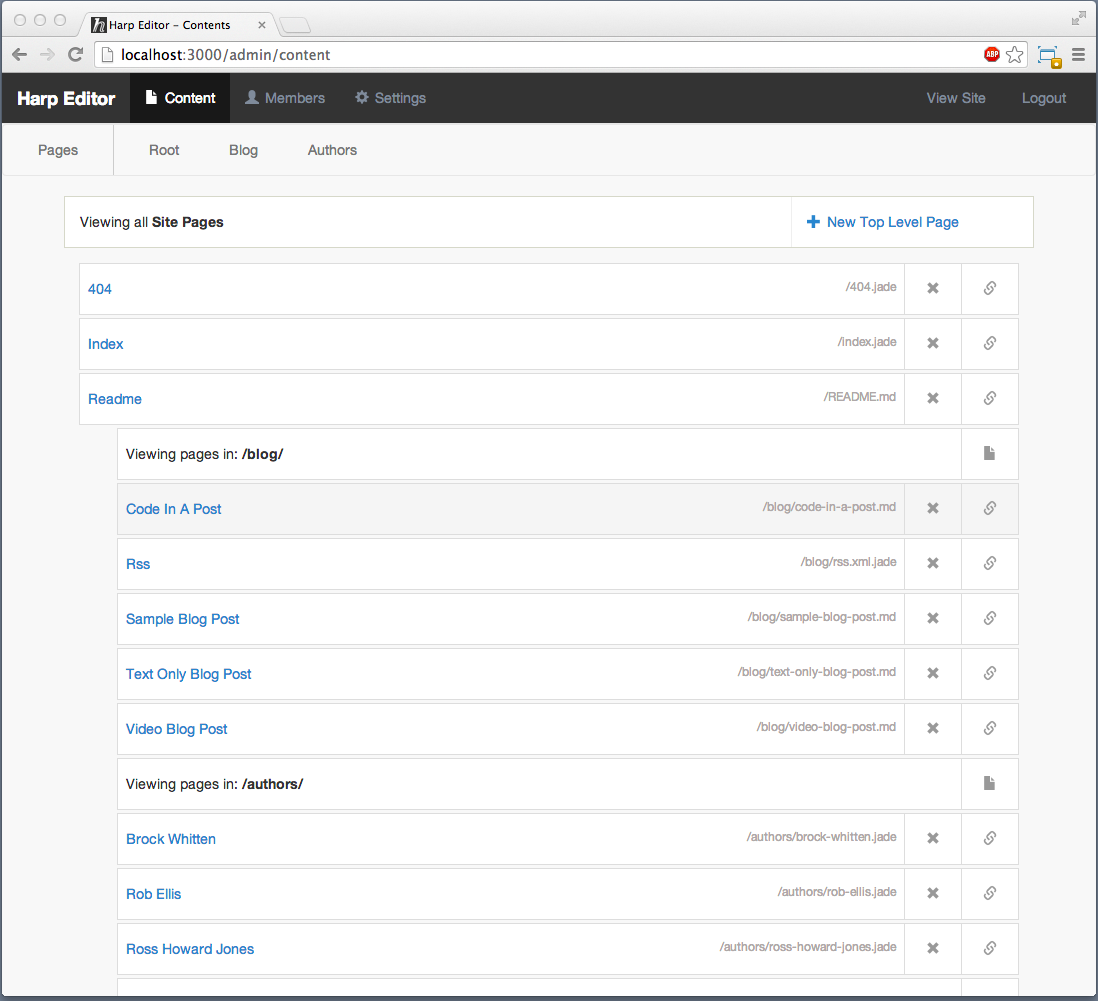 Harp Editor – Contents
localhost:3000/admin/content
ABP
Harp Editor Content Members Settings View Site Logout
Pages Root Blog Authors
Viewing all Site Pages New Top Level Page
404 /404.jade
Index /index.jade
Readme /README.md
Viewing pages in: /blog/
Code In A Post /blog/code-in-a-post.md
Rss /blog/rss.xml.jade
Sample Blog Post /blog/sample-blog-post.md
Text Only Blog Post /blog/text-only-blog-post.md
Video Blog Post /blog/video-blog-post.md
Viewing pages in: /authors/
Brock Whitten /authors/brock-whitten.jade
Rob Ellis /authors/rob-ellis.jade
Ross Howard Jones /authors/ross-howard-jones.jade